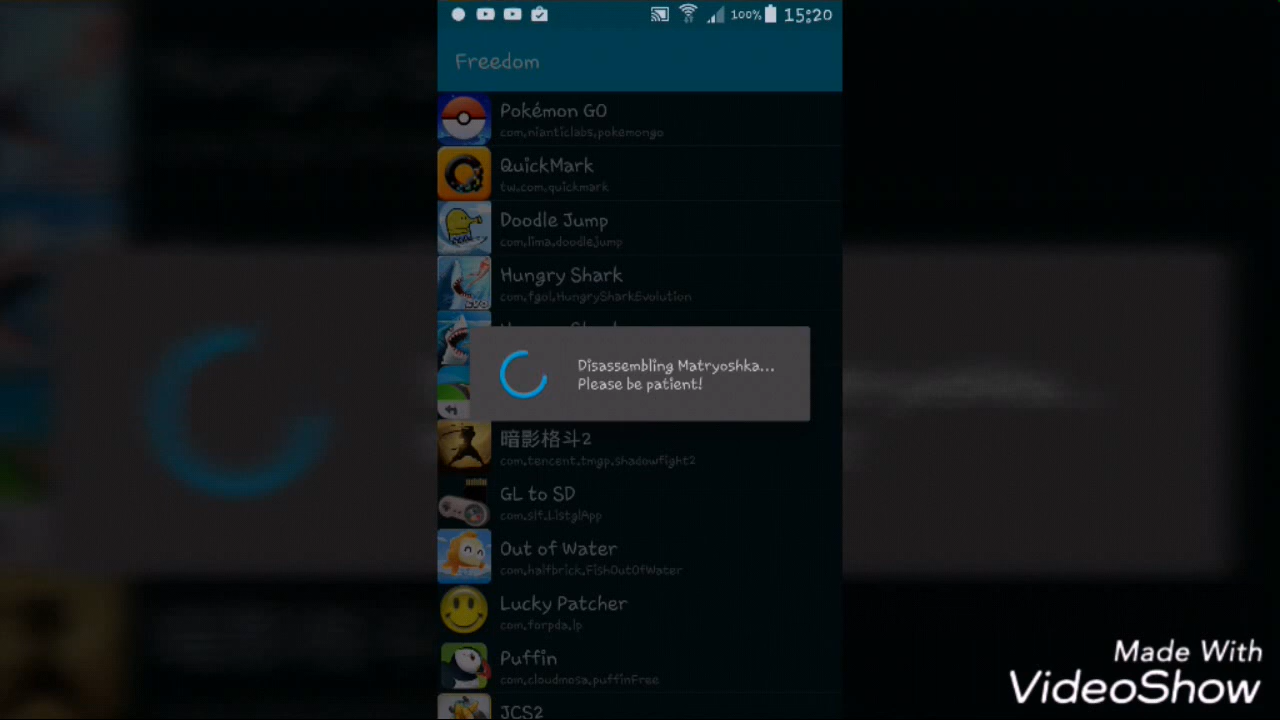 100% 15:20
Freedom
Pokémon GO
com.nianticlabs.pokemongo
QuickMark
tw.com.quickmark
Doodle Jump
com.lima.doodlejump
Hungry Shark
com.fgol.HungrySharkEvolution
Disassembling Matryoshka...
Please be patient!
暗影格斗2
com.tencent.tmgp.shadowfight2
GL to SD
com.slf.ListglApp
Out of Water
com.halfbrick.FishOutOfWater
Lucky Patcher
com.forpda.lp
Puffin
com.cloudmosa.puffinFree
JCS2
Made With
VideoShow